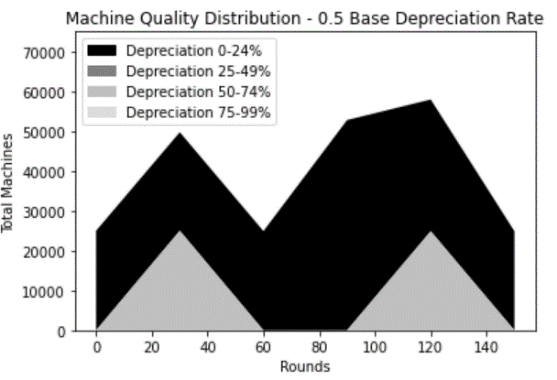 Machine Quality Distribution - 0.5 Base Depreciation Rate
Depreciation 0-24%
Depreciation 25-49%
Depreciation 50-74%
Depreciation 75-99%
Total Machines
70000
60000
50000
40000
30000
20000
10000
0
0 20 40 60 80 100 120 140
Rounds